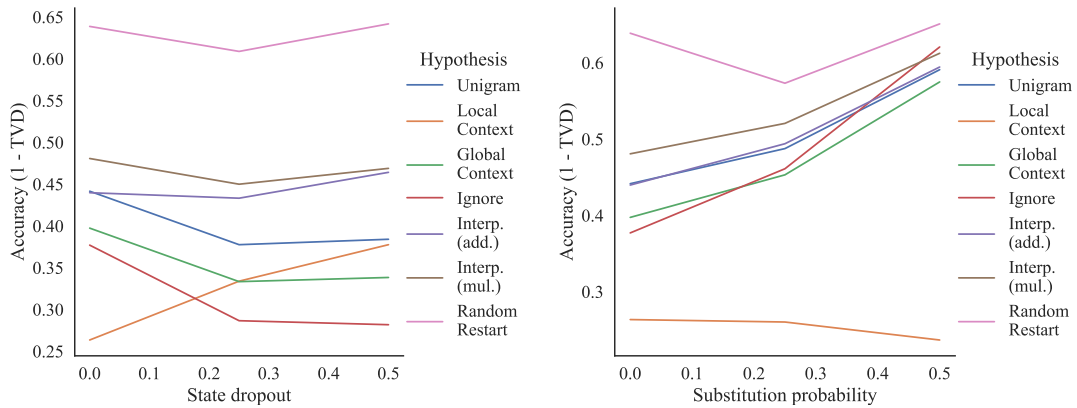 0.65
0.60
0.55
0.50
0.45
0.40
0.35
0.30
0.25
Accuracy (1 - TVD)
0.0 0.1 0.2 0.3 0.4 0.5
State dropout
Hypothesis
Unigram
Local
Context
Global
Context
Ignore
Interp.
(add.)
Interp.
(mul.)
Random
Restart
0.6
0.5
0.4
0.3
Accuracy (1 - TVD)
0.0 0.1 0.2 0.3 0.4 0.5
Substitution probability
Hypothesis
Unigram
Local
Context
Global
Context
Ignore
Interp.
(add.)
Interp.
(mul.)
Random
Restart